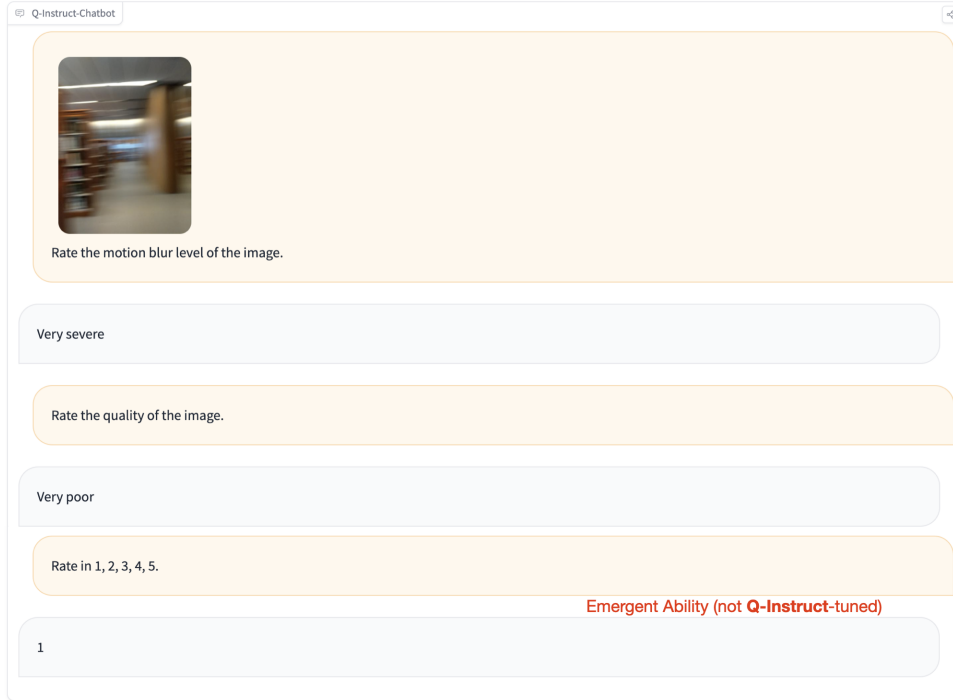 Q-Instruct-Chatbot
Rate the motion blur level of the image.
Very severe
Rate the quality of the image.
Very poor
Rate in 1, 2, 3, 4, 5.
Emergent Ability (not Q-Instruct-tuned)
1